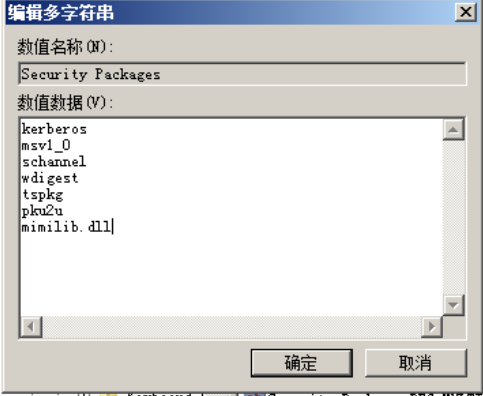 编辑多字符串
数值名称(N):
Security Packages
数值数据(V):
kerberos
msv1_0
schannel
wdigest
tspkg
pku2u
mimilib.dll
确定
取消